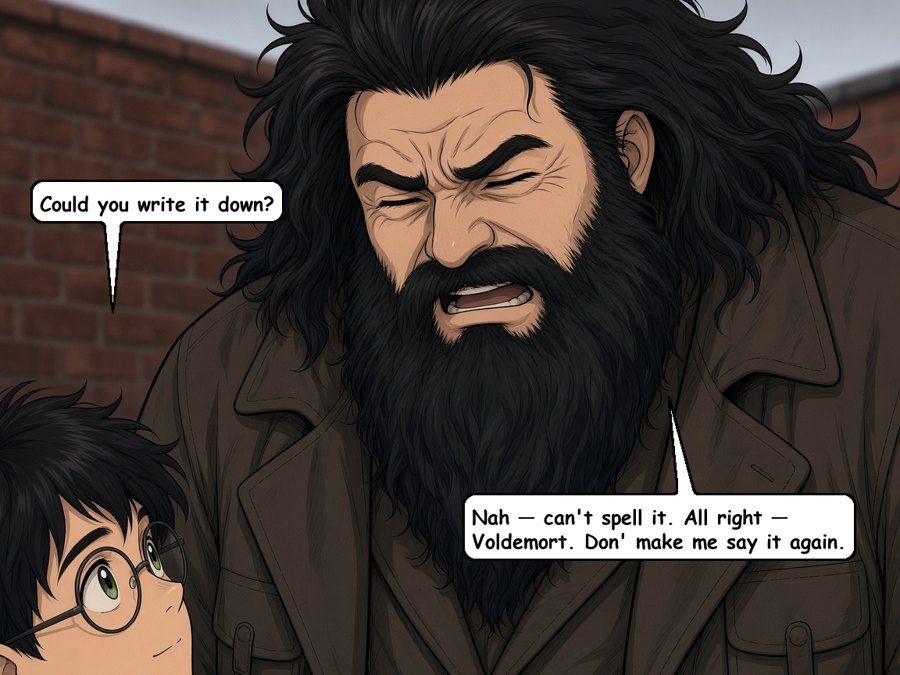 Could you write it down?
Nah — can't spell it. All right —
Voldemort. Don' make me say it again.